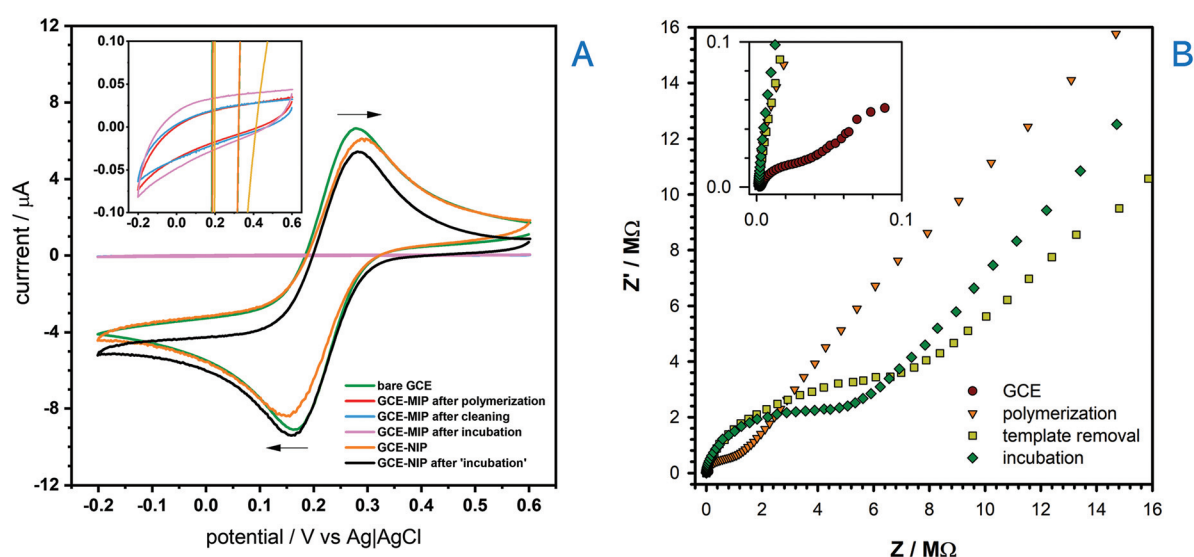 A
12
8
4
0
-4
-8
-12
currrent / µA
0.10
0.05
0.00
-0.05
-0.10
-0.2 0.0 0.2 0.4 0.6
bare GCE
GCE-MIP after polymerization
GCE-MIP after cleaning
GCE-MIP after incubation
GCE-NIP
GCE-NIP after 'incubation'
-0.2 -0.1 0.0 0.1 0.2 0.3 0.4 0.5 0.6
potential / V vs Ag|AgCl
B
16
14
12
10
8
6
4
2
0
Z' / MΩ
0.1
0.0
0.0 0.1
GCE
polymerization
template removal
incubation
0 2 4 6 8 10 12 14 16
Z / MΩ